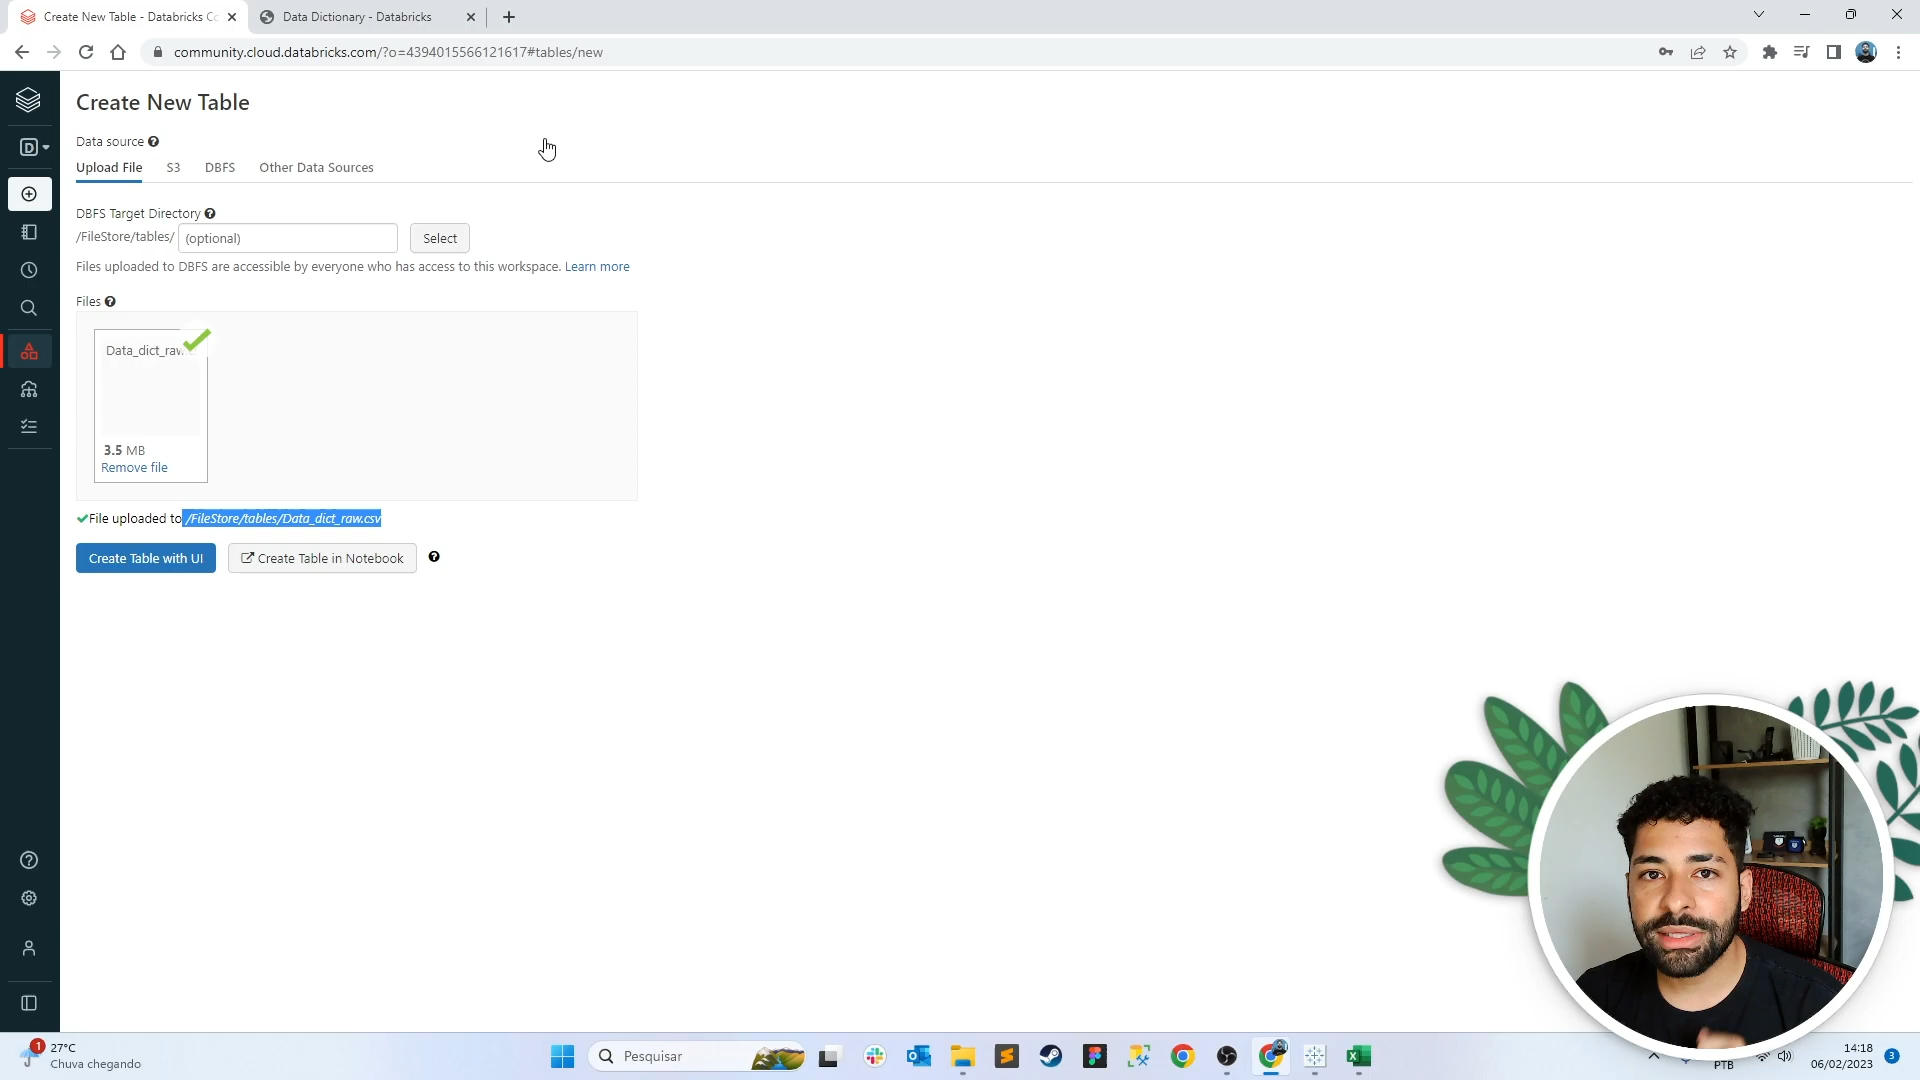 Create New Table - Databricks Cc
Data Dictionary - Databricks
community.cloud.databricks.com/?o=4394015566121617#tables/new
D
Create New Table
Data source
Upload File
S3
DBFS
Other Data Sources
DBFS Target Directory
/FileStore/tables/
(optional)
Select
Files uploaded to DBFS are accessible by everyone who has access to this workspace. Learn more
Files
Data_dict_raw
3.5 MB
Remove file
File uploaded to /FileStore/tables/Data_dict_raw.csv
Create Table with UI
Create Table in Notebook
1
27°C
Chuva chegando
Pesquisar
PTB
14:18
06/02/2023
3